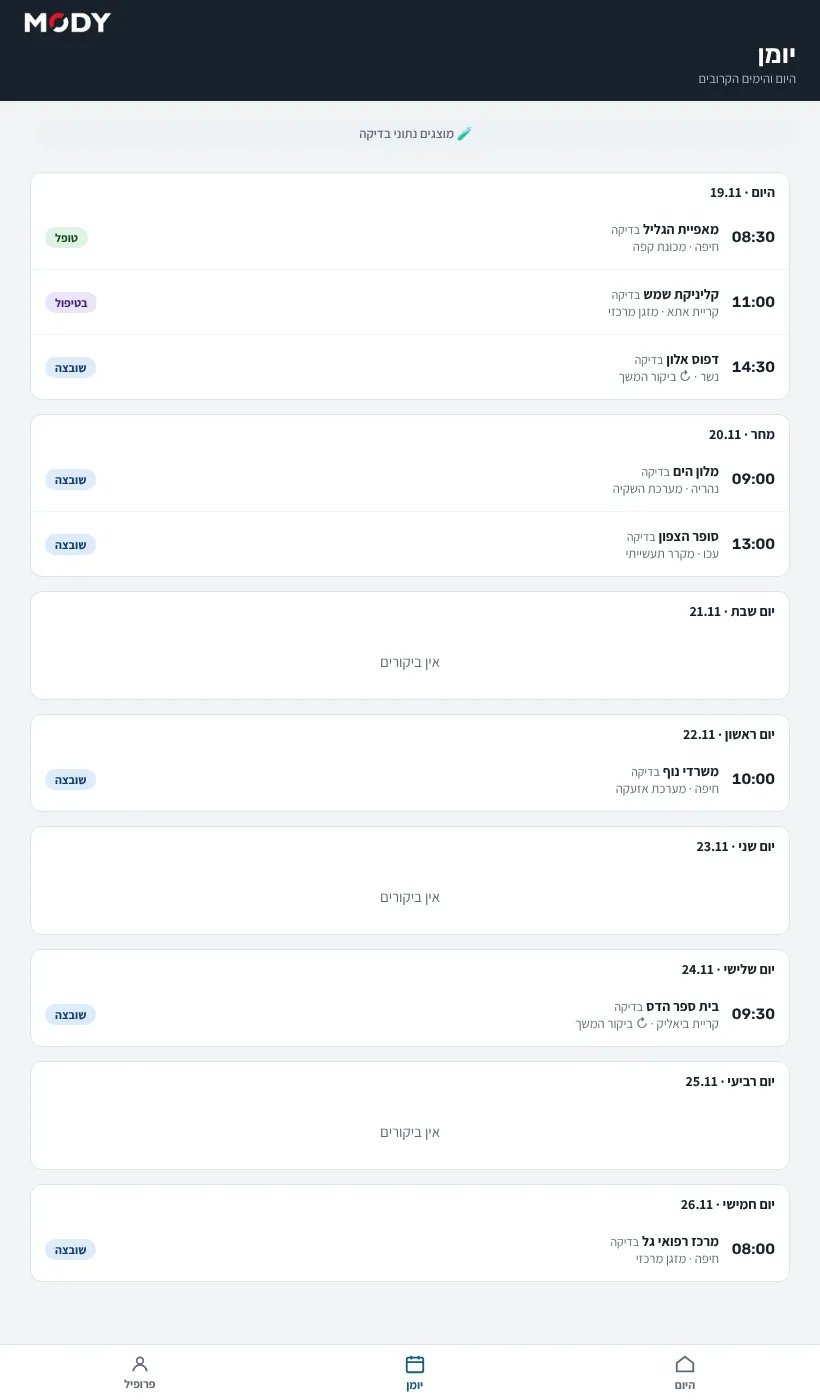 MODY
יומן
היום והימים הקרובים
🧪 מוצגים נתוני בדיקה
היום · 19.11
08:30
מאפיית הגליל בדיקה
חיפה · מכונת קפה
טופל
11:00
קליניקת שמש בדיקה
קריית אתא · מזגן מרכזי
בטיפול
14:30
דפוס אלון בדיקה
נשר · ↻ ביקור המשך
שובצה
מחר · 20.11
09:00
מלון הים בדיקה
נהריה · מערכת השקיה
שובצה
13:00
סופר הצפון בדיקה
עכו · מקרר תעשייתי
שובצה
יום שבת · 21.11
אין ביקורים
יום ראשון · 22.11
10:00
משרדי נוף בדיקה
חיפה · מערכת אזעקה
שובצה
יום שני · 23.11
אין ביקורים
יום שלישי · 24.11
09:30
בית ספר הדס בדיקה
קריית ביאליק · ↻ ביקור המשך
שובצה
יום רביעי · 25.11
אין ביקורים
יום חמישי · 26.11
08:00
מרכז רפואי גל בדיקה
חיפה · מזגן מרכזי
שובצה
היום
יומן
פרופיל